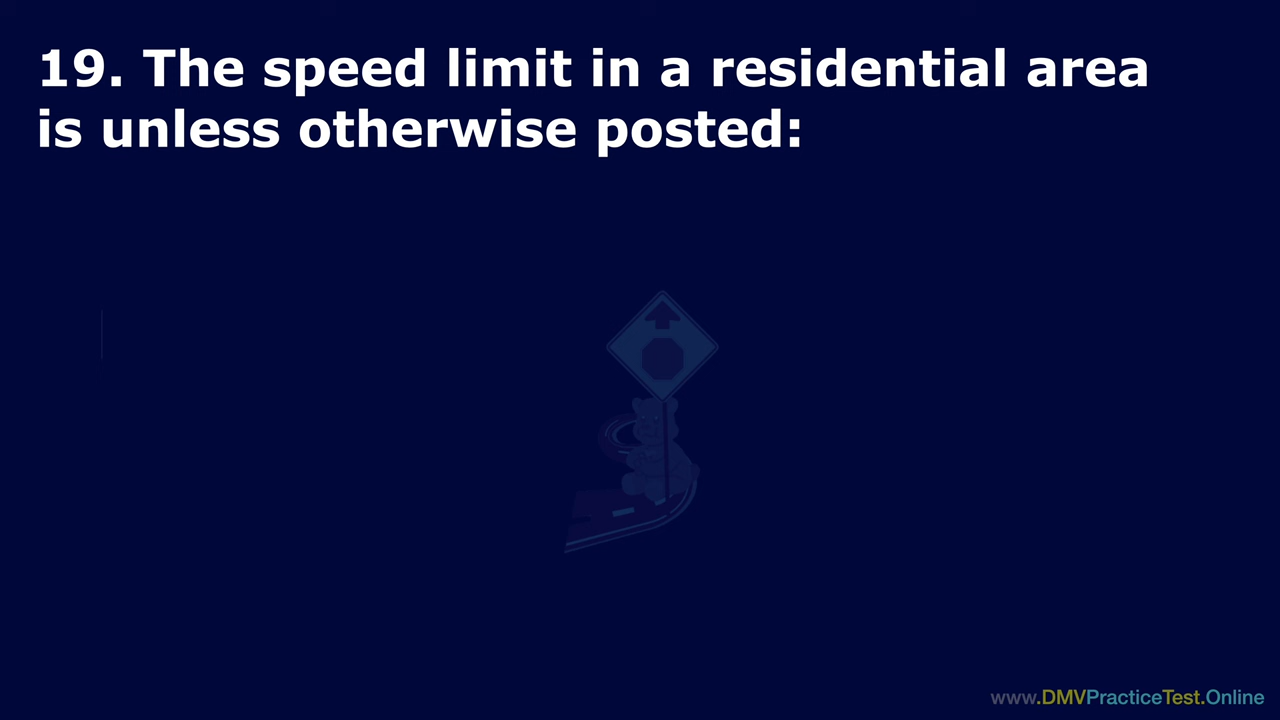 19. The speed limit in a residential area
is unless otherwise posted:
www.DMVPracticeTest.Online